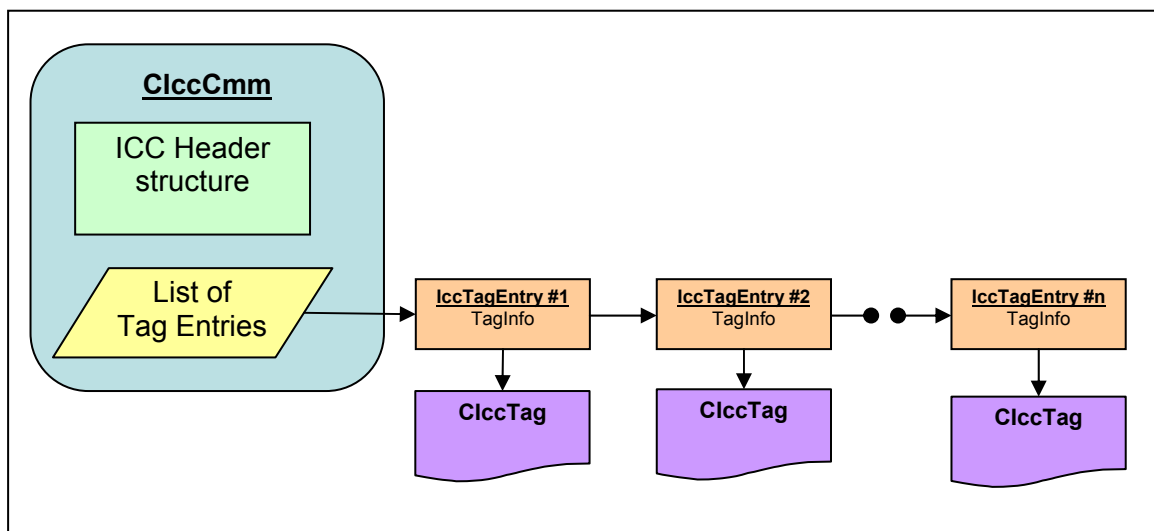 CIccCmm
ICC Header
structure
List of
Tag Entries
IccTagEntry #1
TagInfo
IccTagEntry #2
TagInfo
IccTagEntry #n
TagInfo
CIccTag
CIccTag
CIccTag